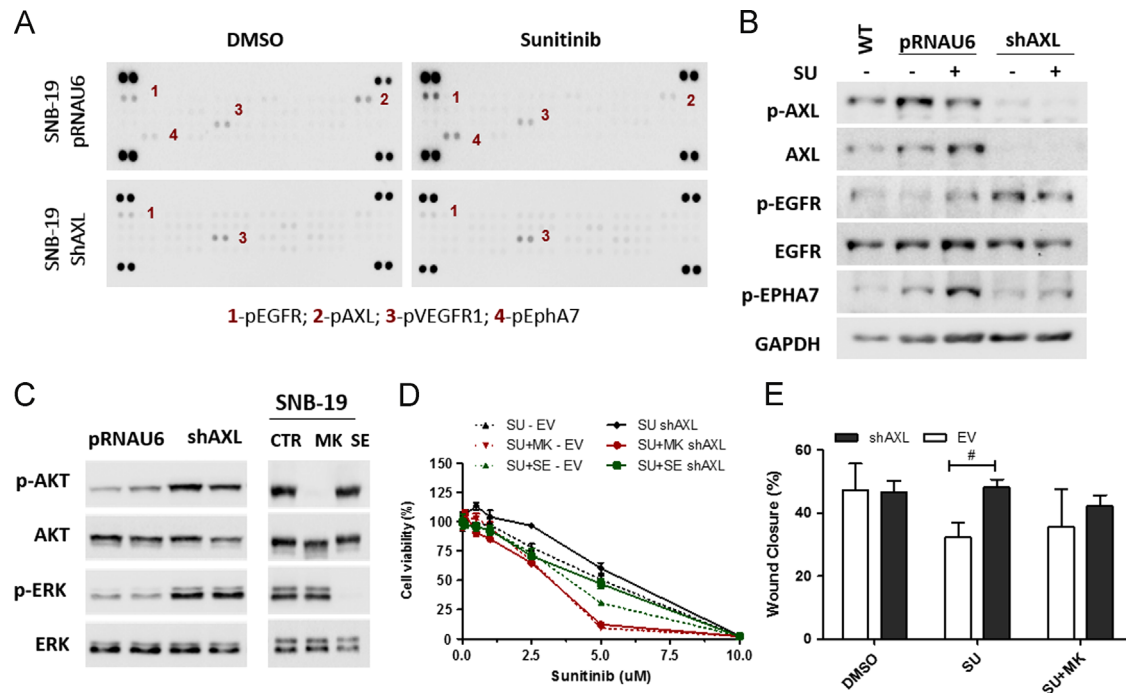 A
DMSO
Sunitinib
SNB-19
pRNAU6
1
2
3
4
1
2
3
4
SNB-19
ShAXL
1
3
1
3
1-pEGFR; 2-pAXL; 3-pVEGFR1; 4-pEphA7
B
WT pRNAU6 shAXL
SU - - + - +
p-AXL
AXL
p-EGFR
EGFR
p-EPHA7
GAPDH
C
SNB-19
pRNAU6 shAXL CTR MK SE
p-AKT
AKT
p-ERK
ERK
D
SU - EV SU shAXL
SU+MK - EV SU+MK shAXL
SU+SE - EV SU+SE shAXL
Cell viability (%)
150
125
100
75
50
25
0
0.0 2.5 5.0 7.5 10.0
Sunitinib (uM)
E
shAXL EV
Wound Closure (%)
60
40
20
0
#
DMSO
SU
SU+MK